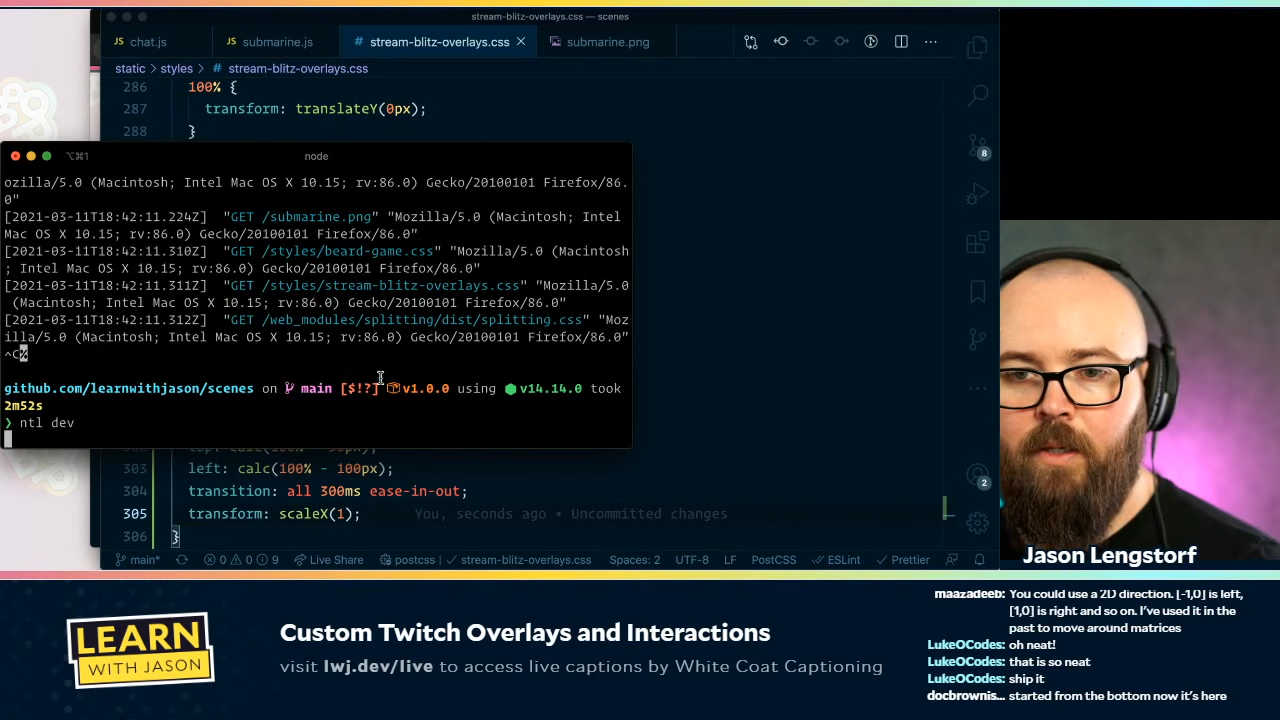 stream-blitz-overlays.css — scenes
JS chat.js
JS submarine.js
# stream-blitz-overlays.css ×
submarine.png
static > styles > # stream-blitz-overlays.css
286 100% {
287 transform: translateY(0px);
288 }
⌥⌘1 node
ozilla/5.0 (Macintosh; Intel Mac OS X 10.15; rv:86.0) Gecko/20100101 Firefox/86.
0"
[2021-03-11T18:42:11.224Z] "GET /submarine.png" "Mozilla/5.0 (Macintosh; Intel
Mac OS X 10.15; rv:86.0) Gecko/20100101 Firefox/86.0"
[2021-03-11T18:42:11.310Z] "GET /styles/beard-game.css" "Mozilla/5.0 (Macintosh
; Intel Mac OS X 10.15; rv:86.0) Gecko/20100101 Firefox/86.0"
[2021-03-11T18:42:11.311Z] "GET /styles/stream-blitz-overlays.css" "Mozilla/5.0
(Macintosh; Intel Mac OS X 10.15; rv:86.0) Gecko/20100101 Firefox/86.0"
[2021-03-11T18:42:11.312Z] "GET /web_modules/splitting/dist/splitting.css" "Moz
illa/5.0 (Macintosh; Intel Mac OS X 10.15; rv:86.0) Gecko/20100101 Firefox/86.0"
^C%
github.com/learnwithjason/scenes on main [$!?] v1.0.0 using v14.14.0 took
2m52s
❯ ntl dev
303 left: calc(100% - 100px);
304 transition: all 300ms ease-in-out;
305 transform: scaleX(1); You, seconds ago • Uncommitted changes
306 }
8
2
main* 0 0 9 Live Share postcss stream-blitz-overlays.css Spaces: 2 UTF-8 LF PostCSS ESLint Prettier
Jason Lengstorf
LEARN
WITH JASON
Custom Twitch Overlays and Interactions
visit lwj.dev/live to access live captions by White Coat Captioning
maazadeeb: You could use a 2D direction. [-1,0] is left,
[1,0] is right and so on. I've used it in the
past to move around matrices
LukeOCodes: oh neat!
LukeOCodes: that is so neat
LukeOCodes: ship it
docbrownis... started from the bottom now it's here